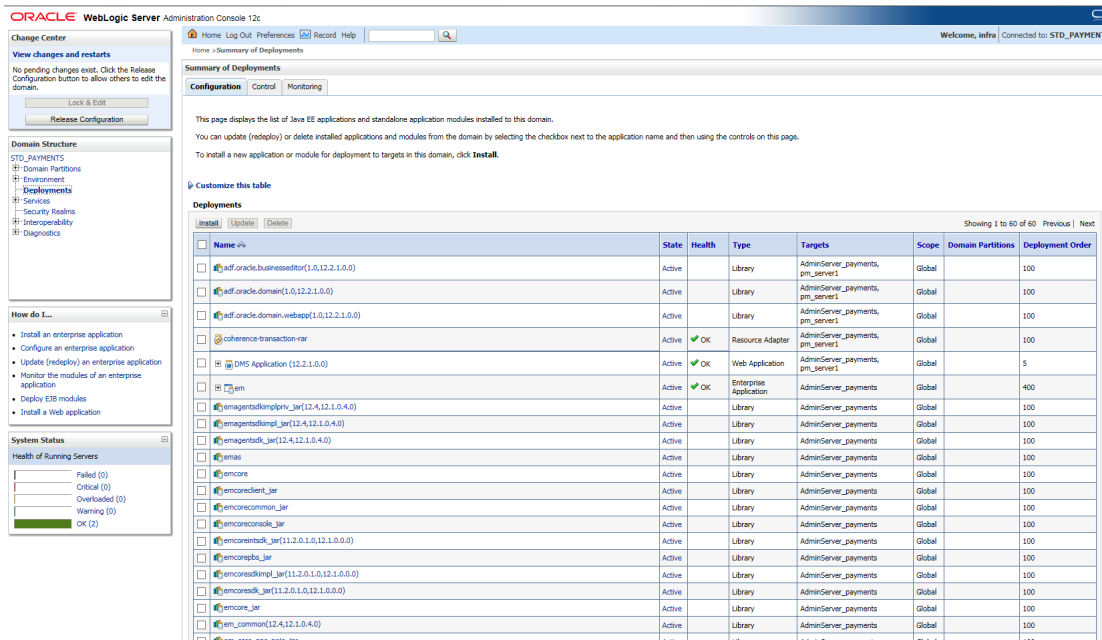 ORACLE WebLogic Server Administration Console 12c
Change Center
View changes and restarts
No pending changes exist. Click the Release
Configuration button to allow others to edit the
domain.
Lock & Edit
Release Configuration
Domain Structure
STD_PAYMENTS
Domain Partitions
Environment
Deployments
Services
Security Realms
Interoperability
Diagnostics
How do I...
Install an enterprise application
Configure an enterprise application
Update (redeploy) an enterprise application
Monitor the modules of an enterprise
application
Deploy EJB modules
Install a Web application
System Status
Health of Running Servers
Failed (0)
Critical (0)
Overloaded (0)
Warning (0)
OK (2)
Home Log Out Preferences Record Help
Welcome, infra Connected to: STD_PAYMEN
Home >Summary of Deployments
Summary of Deployments
Configuration Control Monitoring
This page displays the list of Java EE applications and standalone application modules installed to this domain.
You can update (redeploy) or delete installed applications and modules from the domain by selecting the checkbox next to the application name and then using the controls on this page.
To install a new application or module for deployment to targets in this domain, click Install.
Customize this table
Deployments
Install Update Delete Showing 1 to 60 of 60 Previous | Next
Name State Health Type Targets Scope Domain Partitions Deployment Order
adf.oracle.businesseditor(1.0,12.2.1.0.0) Active Library AdminServer_payments, pm_server1 Global 100
adf.oracle.domain(1.0,12.2.1.0.0) Active Library AdminServer_payments, pm_server1 Global 100
adf.oracle.domain.webapp(1.0,12.2.1.0.0) Active Library AdminServer_payments, pm_server1 Global 100
coherence-transaction-rar Active OK Resource Adapter AdminServer_payments, pm_server1 Global 100
DMS Application (12.2.1.0.0) Active OK Web Application AdminServer_payments, pm_server1 Global 5
em Active OK Enterprise Application AdminServer_payments Global 400
emagentsdkimplpriv_jar(12.4,12.1.0.4.0) Active Library AdminServer_payments Global 100
emagentsdkimpl_jar(12.4,12.1.0.4.0) Active Library AdminServer_payments Global 100
emagentsdk_jar(12.4,12.1.0.4.0) Active Library AdminServer_payments Global 100
emas Active Library AdminServer_payments Global 100
emcore Active Library AdminServer_payments Global 100
emcoreclient_jar Active Library AdminServer_payments Global 100
emcorecommon_jar Active Library AdminServer_payments Global 100
emcoreconsole_jar Active Library AdminServer_payments Global 100
emcoreintsdk_jar(11.2.0.1.0,12.1.0.0.0) Active Library AdminServer_payments Global 100
emcorepbs_jar Active Library AdminServer_payments Global 100
emcoresdkimpl_jar(11.2.0.1.0,12.1.0.0.0) Active Library AdminServer_payments Global 100
emcoresdk_jar(11.2.0.1.0,12.1.0.0.0) Active Library AdminServer_payments Global 100
emcore_jar Active Library AdminServer_payments Global 100
em_common(12.4,12.1.0.4.0) Active Library AdminServer_payments Global 100